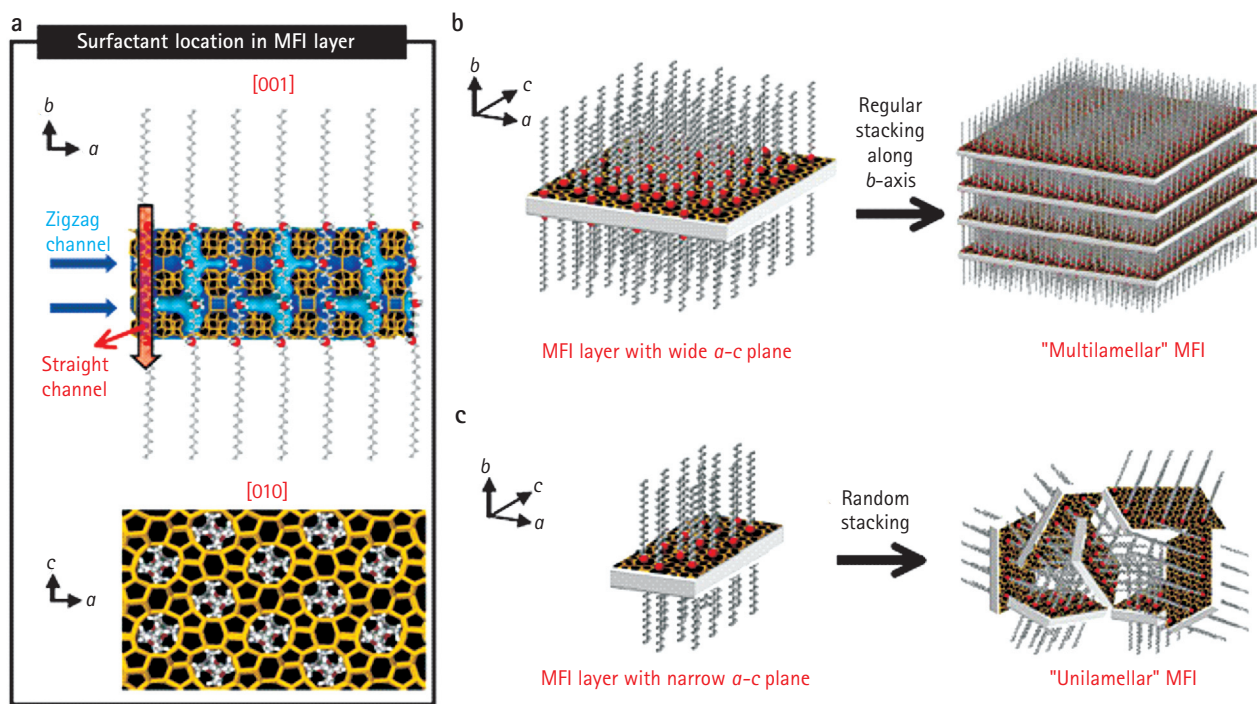 a
Surfactant location in MFI layer
[001]
b
a
Zigzag
channel
Straight
channel
[010]
c
a
b
b
c
a
Regular
stacking
along
b-axis
MFI layer with wide a-c plane
"Multilamellar" MFI
c
b
c
a
Random
stacking
MFI layer with narrow a-c plane
"Unilamellar" MFI